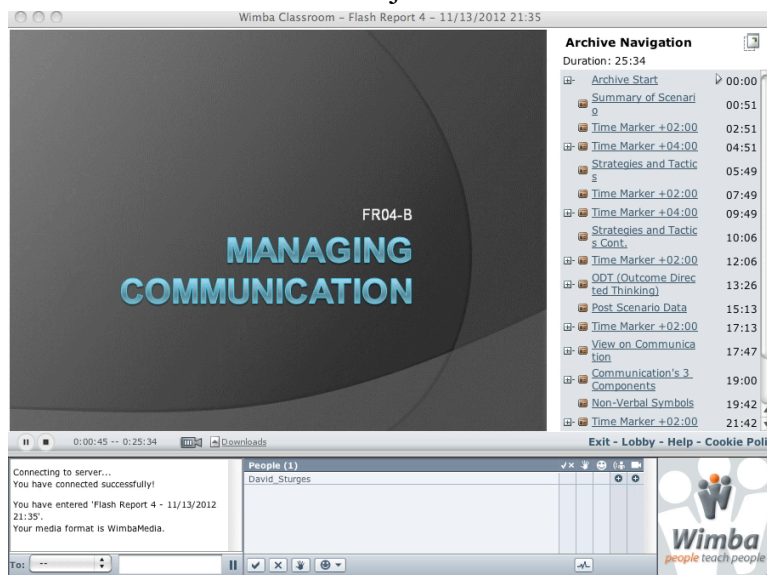 Wimba Classroom – Flash Report 4 – 11/13/2012 21:35
FR04-B
MANAGING
COMMUNICATION
Archive Navigation
Duration: 25:34
Archive Start 00:00
Summary of Scenari
o 00:51
Time Marker +02:00 02:51
Time Marker +04:00 04:51
Strategies and Tactic
s 05:49
Time Marker +02:00 07:49
Time Marker +04:00 09:49
Strategies and Tactic
s Cont. 10:06
Time Marker +02:00 12:06
ODT (Outcome Direc
ted Thinking) 13:26
Post Scenario Data 15:13
Time Marker +02:00 17:13
View on Communica
tion 17:47
Communication's 3
Components 19:00
Non-Verbal Symbols 19:42
Time Marker +02:00 21:42
0:00:45 -- 0:25:34 Downloads
Exit - Lobby - Help - Cookie Poli
Connecting to server...
You have connected successfully!
You have entered 'Flash Report 4 - 11/13/2012
21:35'.
Your media format is WimbaMedia.
To: --
People (1)
David_Sturges
Wimba
people teach people